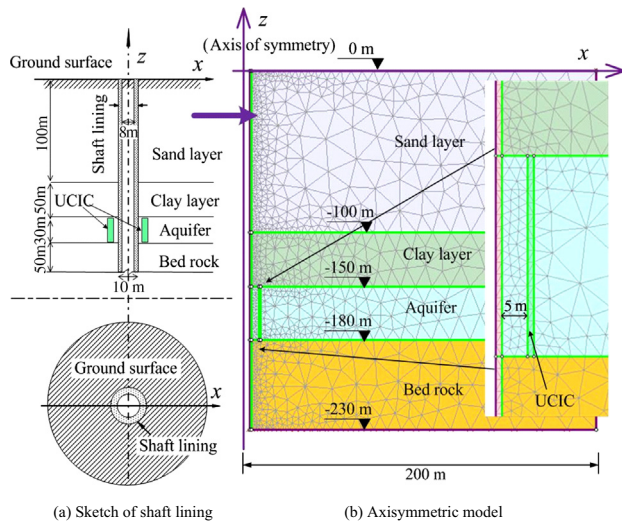 z
Ground surface
x
100m
Shaft lining
8m
Sand layer
50m
UCIC
Clay layer
30m
Aquifer
50m
Bed rock
10 m
Ground surface
x
Shaft lining
(a) Sketch of shaft lining
z
(Axis of symmetry)
0 m
x
Sand layer
-100 m
Clay layer
-150 m
Aquifer
-180 m
Bed rock
-230 m
5 m
UCIC
200 m
(b) Axisymmetric model